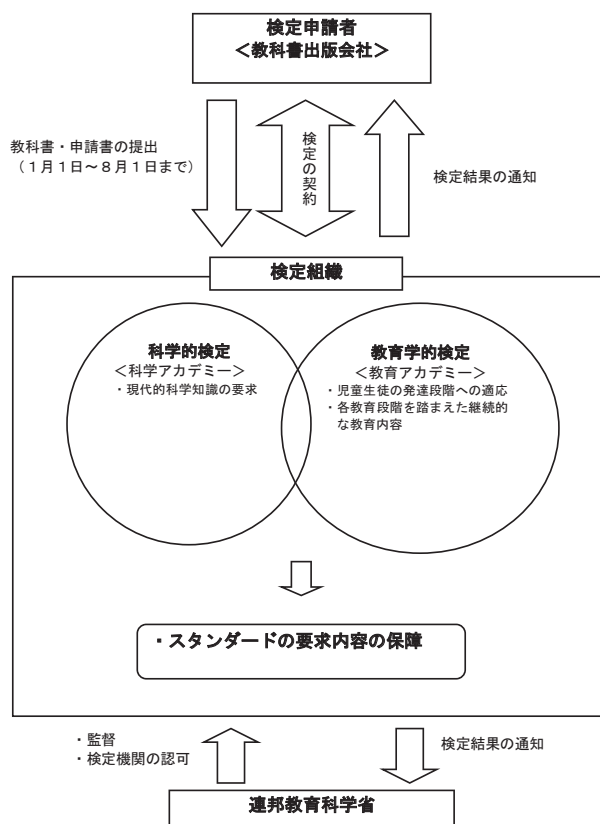 検定申請者
＜教科書出版会社＞
教科書・申請書の提出
（１月１日～８月１日まで）
検定の契約
検定結果の通知
検定組織
科学的検定
＜科学アカデミー＞
・現代的科学知識の要求
教育学的検定
＜教育アカデミー＞
・児童生徒の発達段階への適応
・各教育段階を踏まえた継続的
な教育内容
・スタンダードの要求内容の保障
・監督
・検定機関の認可
検定結果の通知
連邦教育科学省